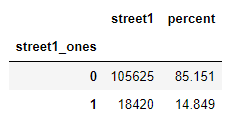 street1 percent
street1_ones
0 105625 85.151
1 18420 14.849